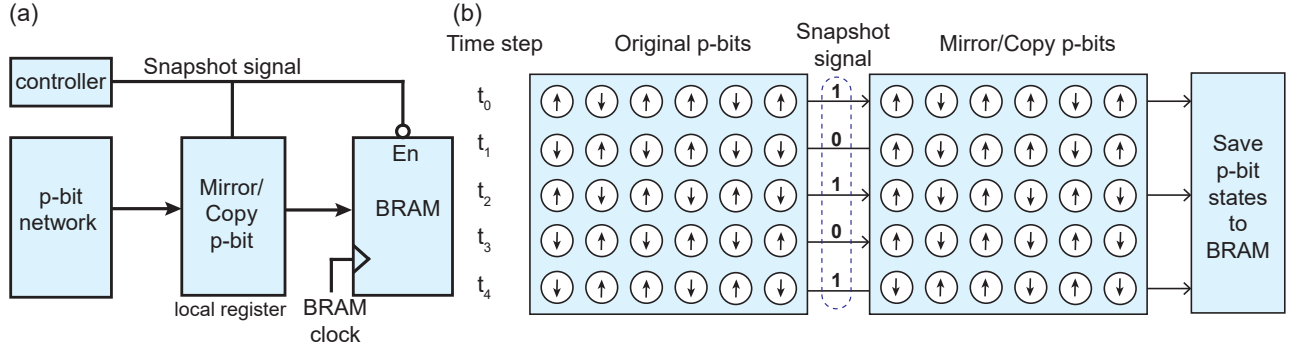 (a)
controller
Snapshot signal
p-bit
network
Mirror/
Copy
p-bit
En
BRAM
local register
BRAM
clock
(b)
Time step
Original p-bits
Snapshot
signal
Mirror/Copy p-bits
t0
1
t1
0
t2
1
t3
0
t4
1
Save
p-bit
states
to
BRAM